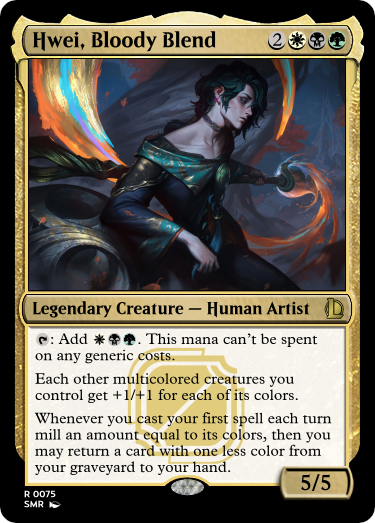 Hwei, Bloody Blend
2
Legendary Creature — Human Artist
: Add . This mana can't be spent
on any generic costs.
Each other multicolored creatures you
control get +1/+1 for each of its colors.
Whenever you cast your first spell each turn
mill an amount equal to its colors, then you
may return a card with one less color from
your graveyard to your hand.
5/5
R 0075
SMR